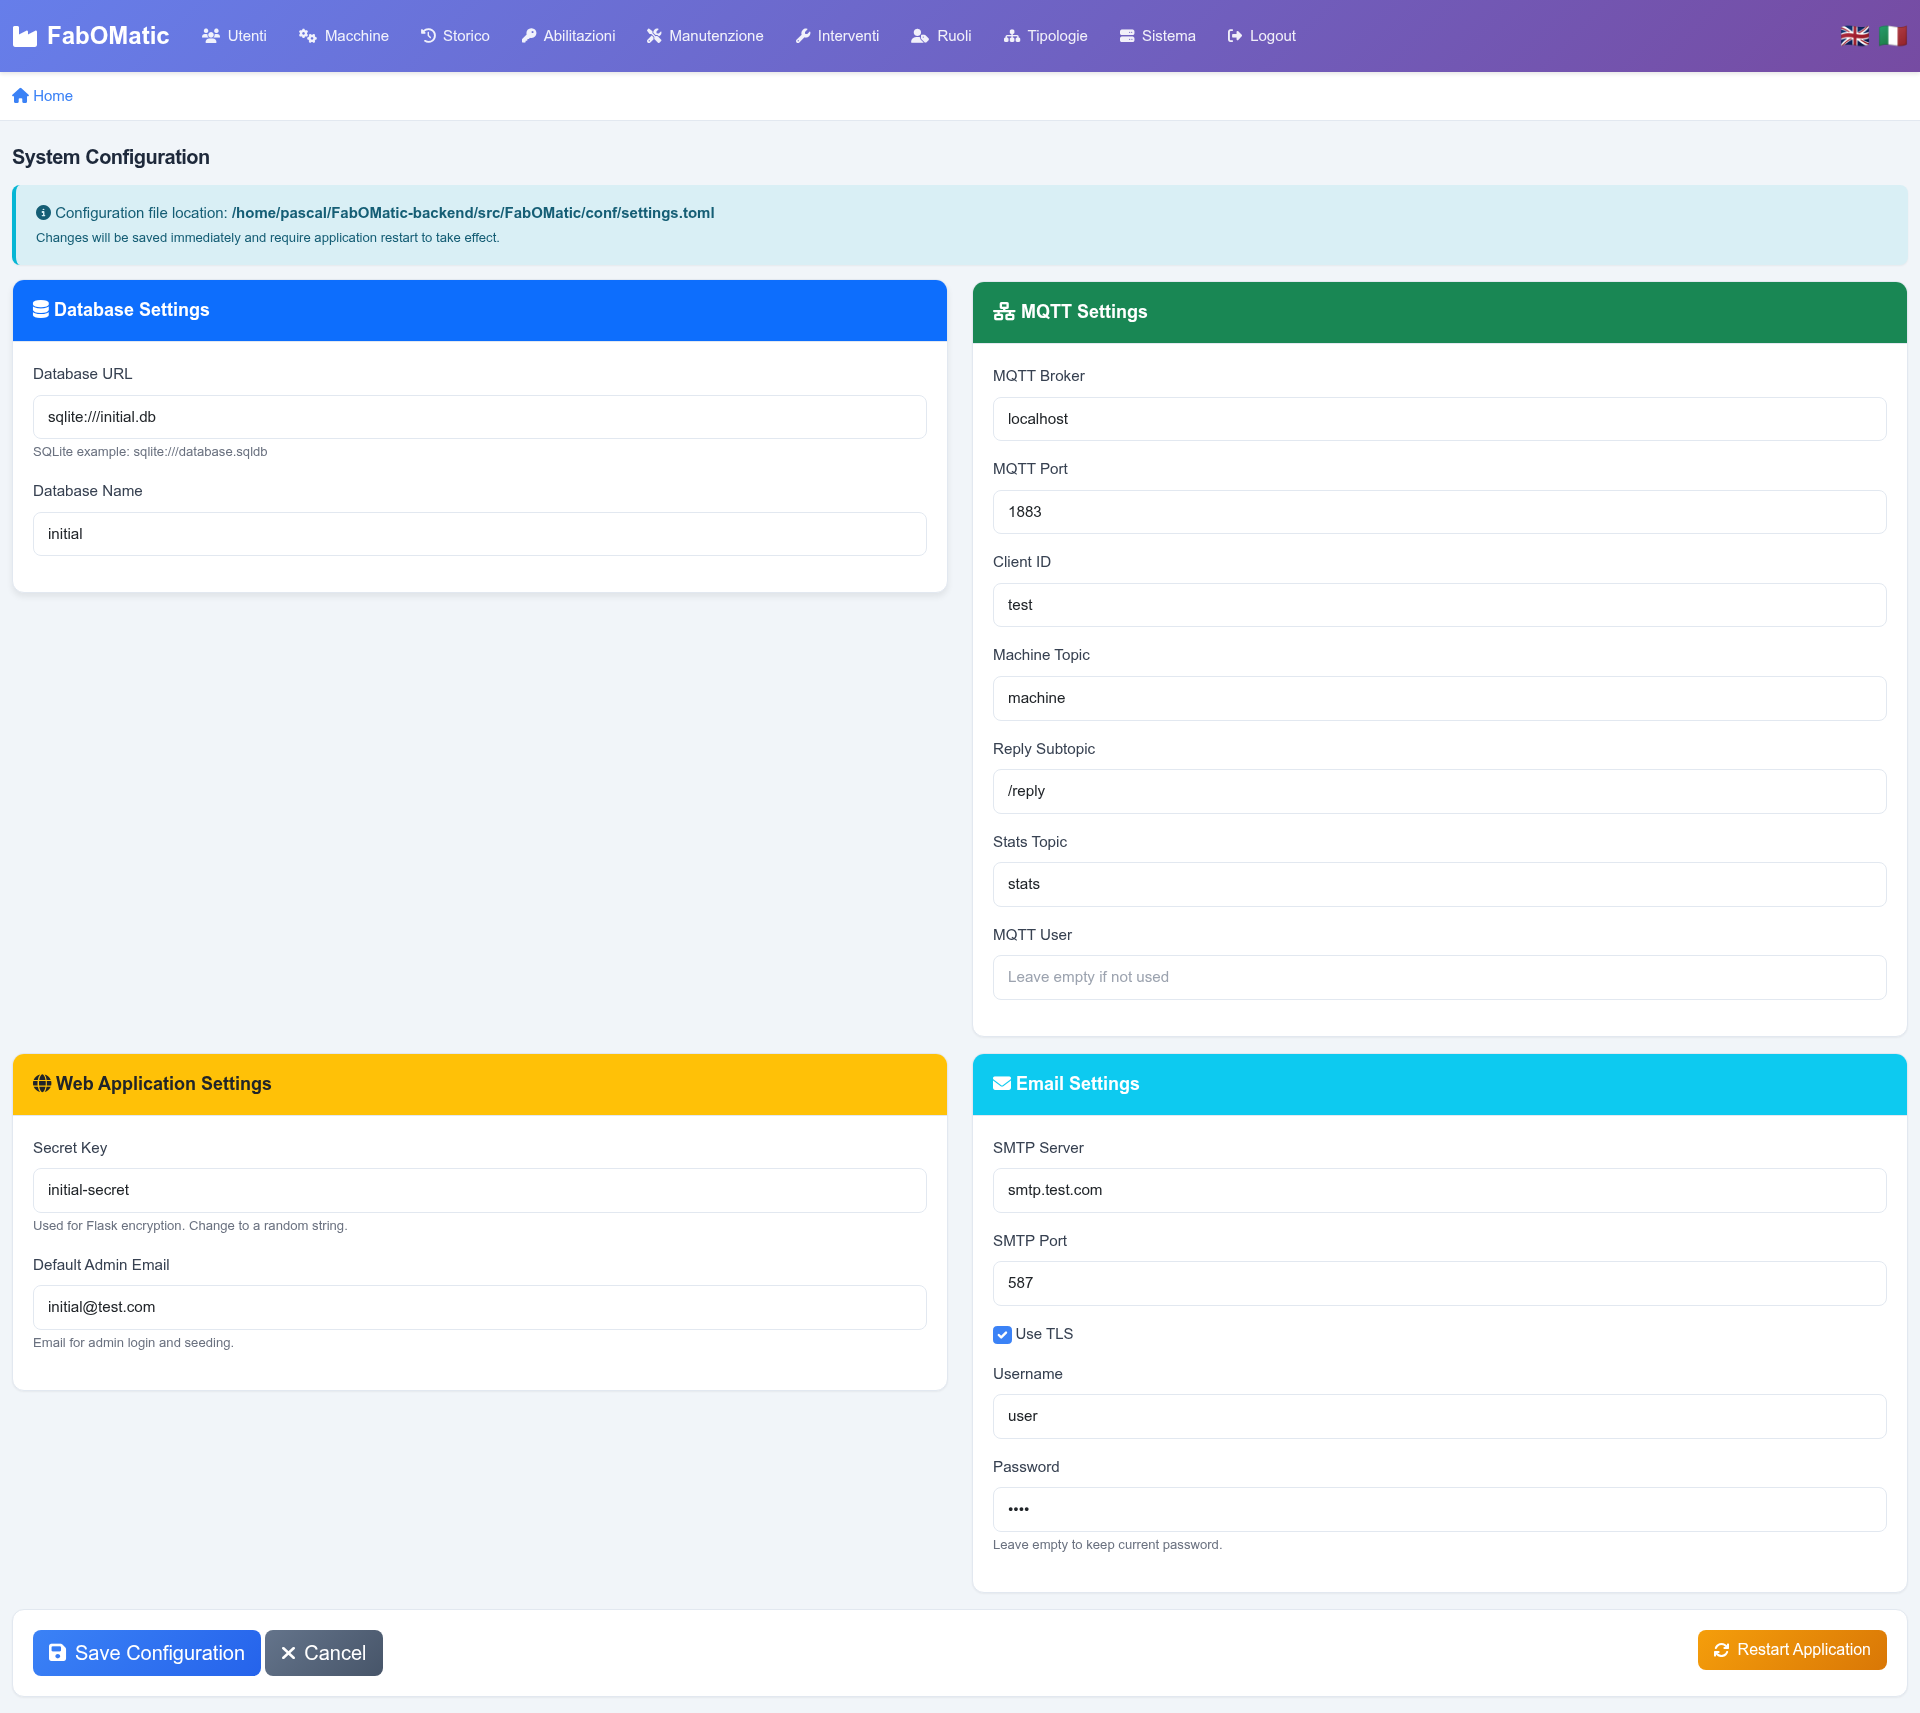 FabOMatic
Utenti
Macchine
Storico
Abilitazioni
Manutenzione
Interventi
Ruoli
Tipologie
Sistema
Logout
Home
System Configuration
Configuration file location: /home/pascal/FabOMatic-backend/src/FabOMatic/conf/settings.toml
Changes will be saved immediately and require application restart to take effect.
Database Settings
Database URL
sqlite:///initial.db
SQLite example: sqlite:///database.sqldb
Database Name
initial
MQTT Settings
MQTT Broker
localhost
MQTT Port
1883
Client ID
test
Machine Topic
machine
Reply Subtopic
/reply
Stats Topic
stats
MQTT User
Leave empty if not used
Web Application Settings
Secret Key
initial-secret
Used for Flask encryption. Change to a random string.
Default Admin Email
initial@test.com
Email for admin login and seeding.
Email Settings
SMTP Server
smtp.test.com
SMTP Port
587
Use TLS
Username
user
Password
••••
Leave empty to keep current password.
Save Configuration
Cancel
Restart Application